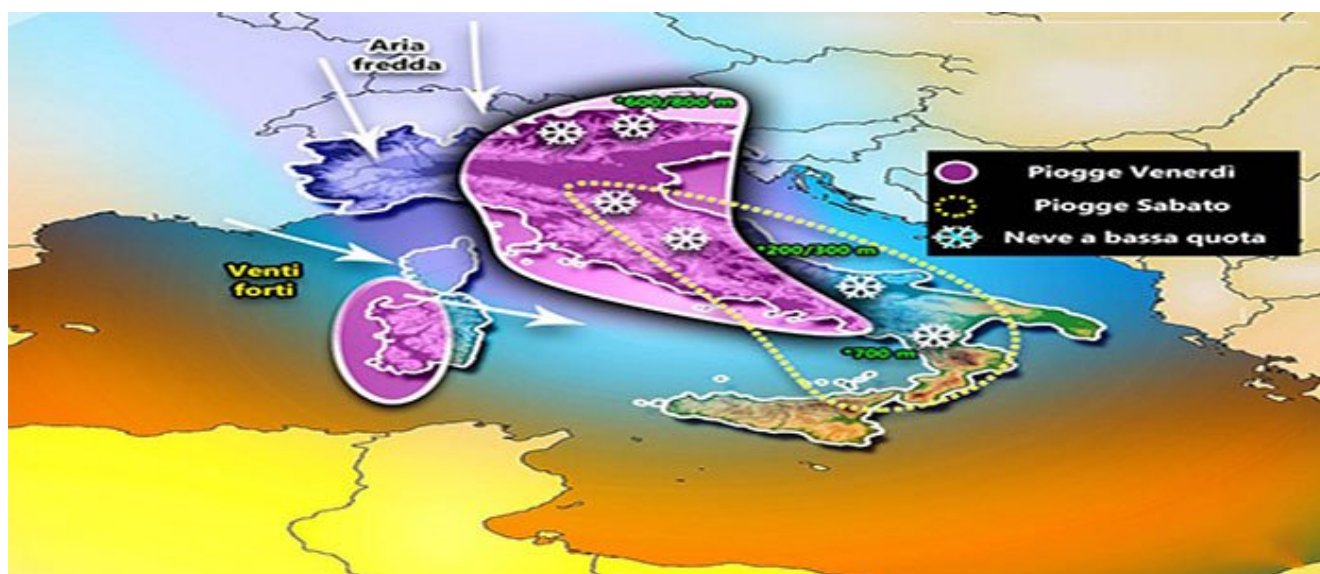 Aria
fredda
*600/800 m
Piogge Venerdì
Piogge Sabato
Neve a bassa quota
*200/300 m
Venti
forti
*700 m